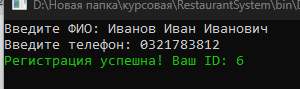 D:\Новая папка\курсовая\RestaurantSystem\bin\
Введите ФИО: Иванов Иван Иванович
Введите телефон: 0321783812
Регистрация успешна! Ваш ID: 6